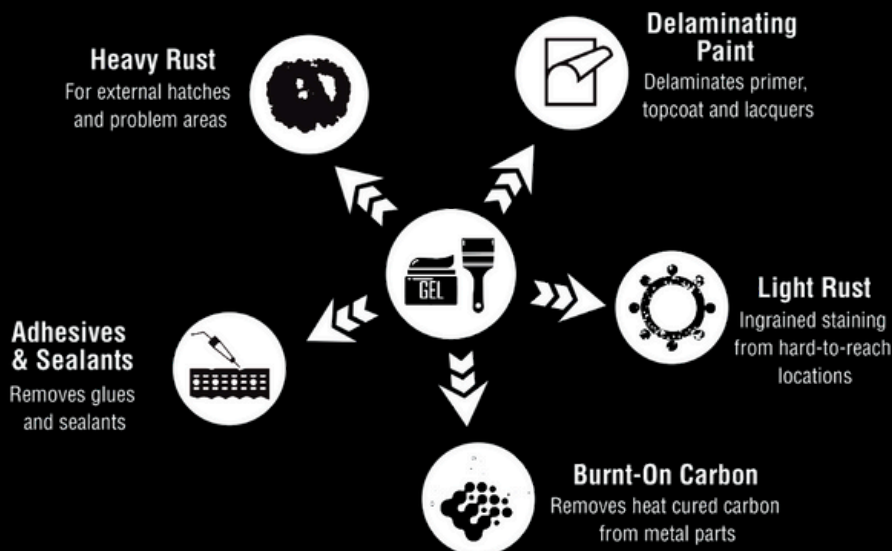 Heavy Rust
For external hatches
and problem areas
Delaminating
Paint
Delaminates primer,
topcoat and lacquers
GEL
Adhesives
& Sealants
Removes glues
and sealants
Light Rust
Ingrained staining
from hard-to-reach
locations
Burnt-On Carbon
Removes heat cured carbon
from metal parts